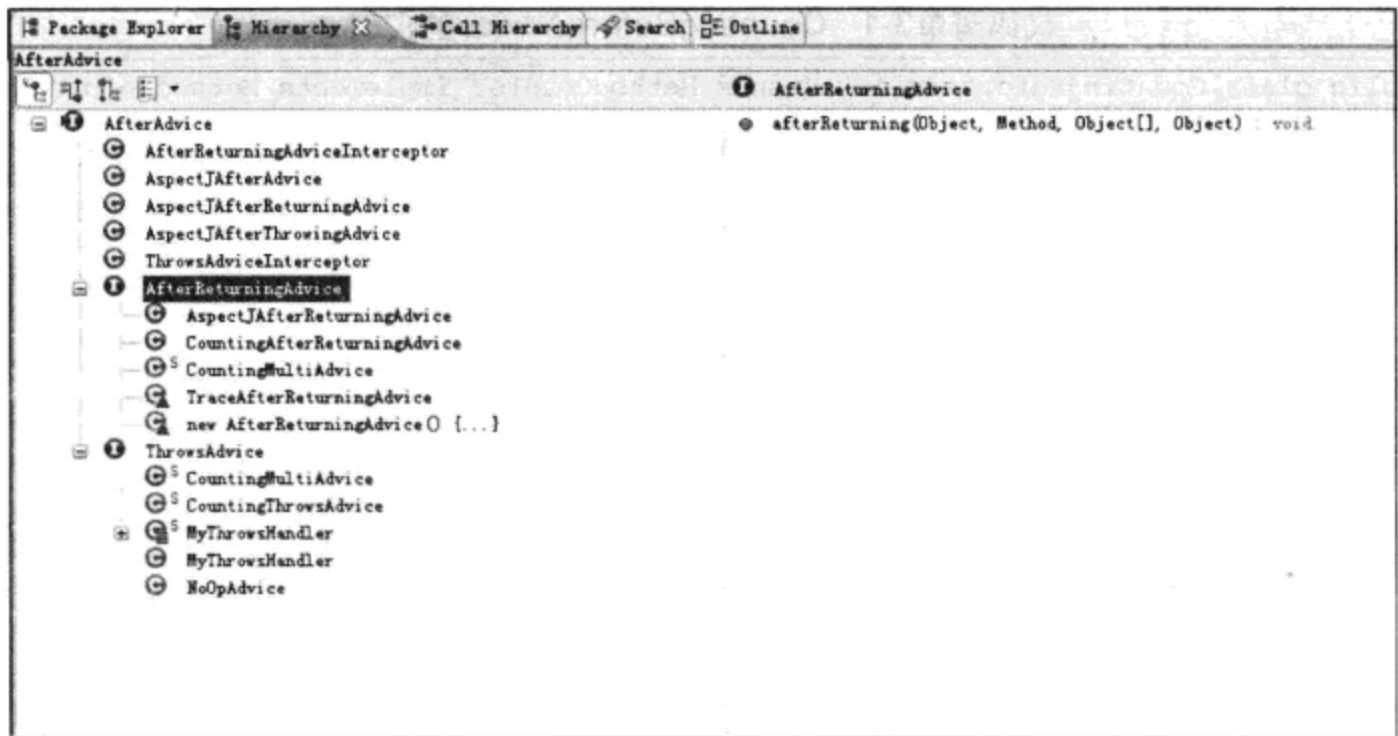 Package Explorer Hierarchy Call Hierarchy Search Outline
AfterAdvice
AfterReturningAdvice
AfterAdvice
afterReturning(Object, Method, Object[], Object) : void
AfterReturningAdviceInterceptor
AspectJAfterAdvice
AspectJAfterReturningAdvice
AspectJAfterThrowingAdvice
ThrowsAdviceInterceptor
AfterReturningAdvice
AspectJAfterReturningAdvice
CountingAfterReturningAdvice
S CountingMultiAdvice
TraceAfterReturningAdvice
new AfterReturningAdvice() {...}
ThrowsAdvice
S CountingMultiAdvice
S CountingThrowsAdvice
S MyThrowsHandler
MyThrowsHandler
NoOpAdvice